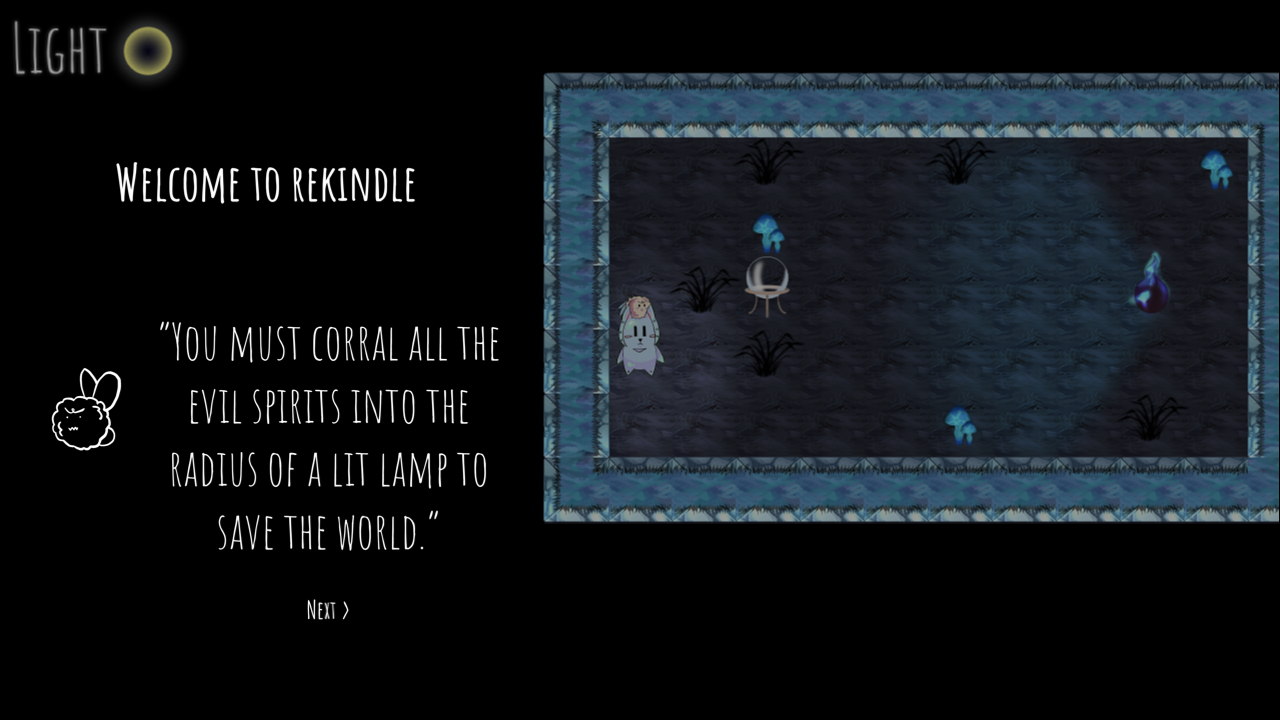 Light
Welcome to rekindle
"You must corral all the
evil spirits into the
radius of a lit lamp to
save the world."
Next >